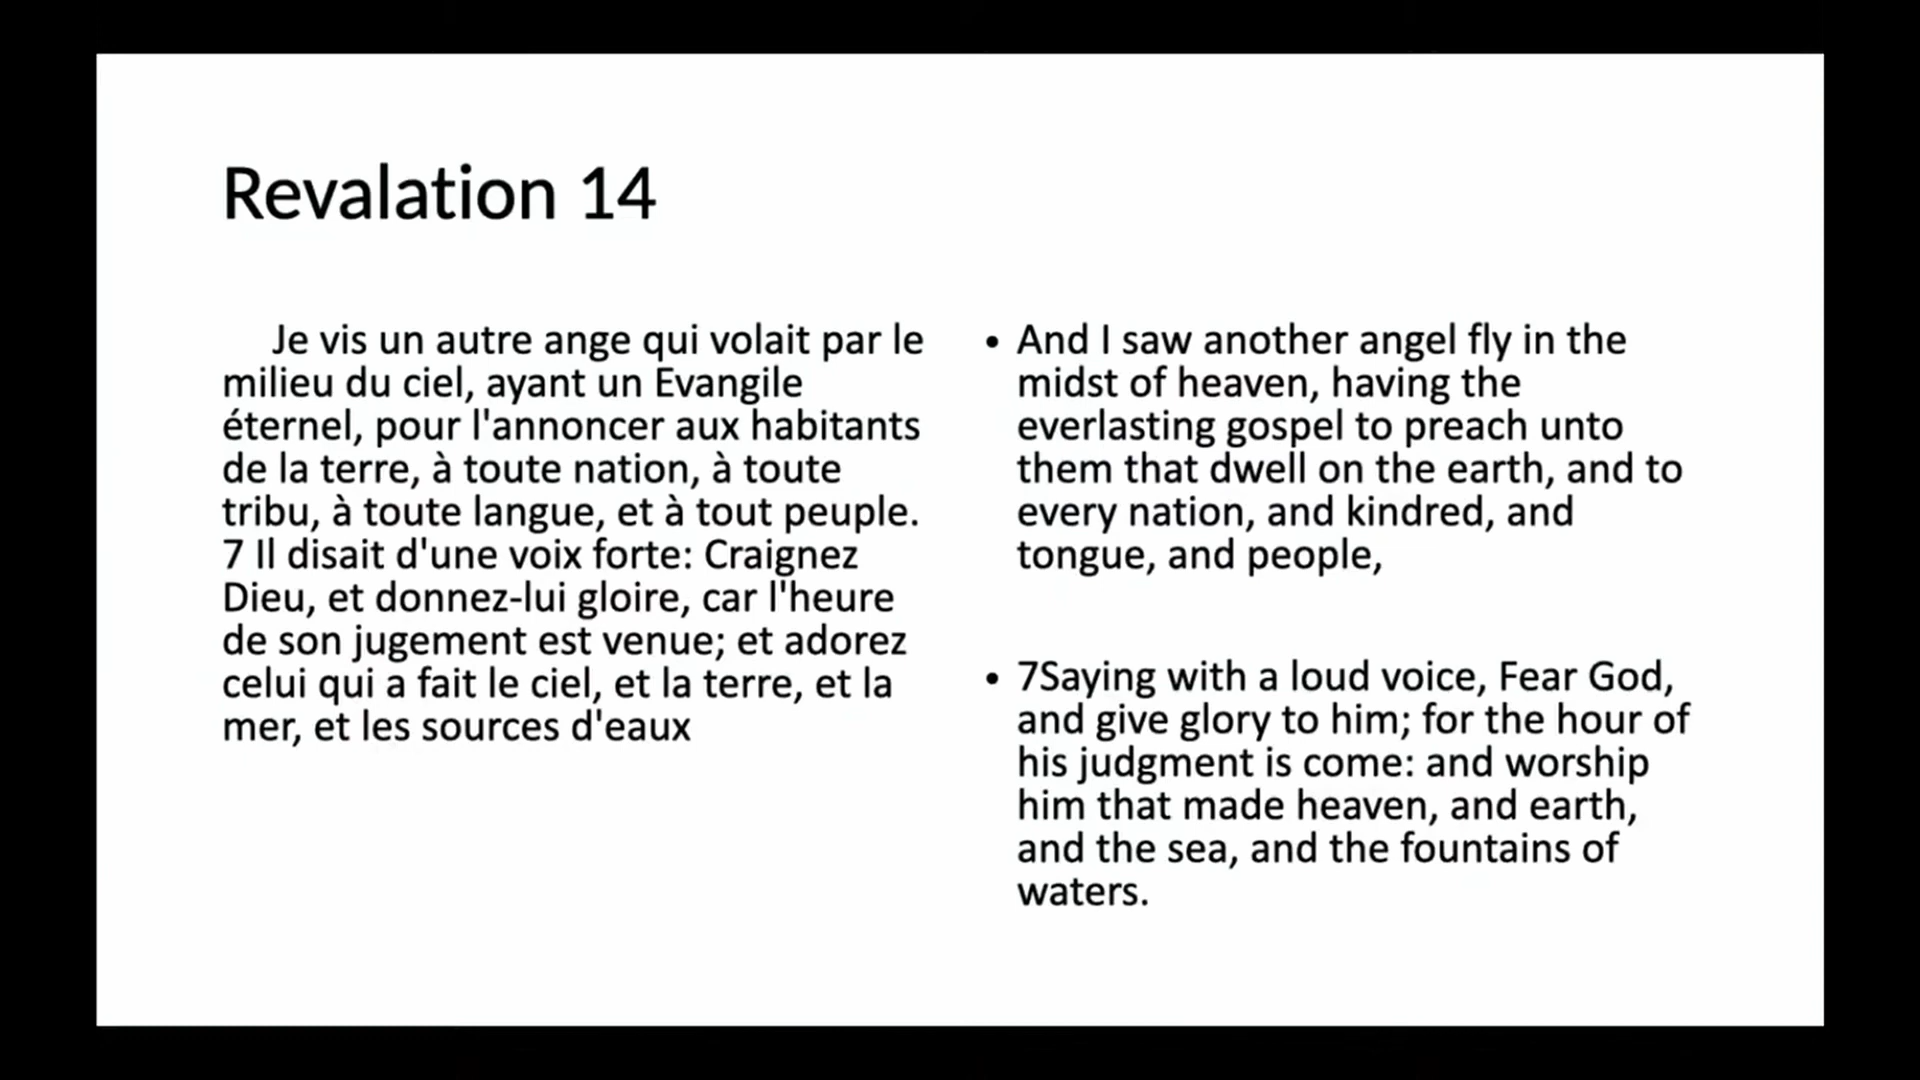 Revalation 14
Je vis un autre ange qui volait par le
milieu du ciel, ayant un Evangile
éternel, pour l'annoncer aux habitants
de la terre, à toute nation, à toute
tribu, à toute langue, et à tout peuple.
7 Il disait d'une voix forte: Craignez
Dieu, et donnez-lui gloire, car l'heure
de son jugement est venue; et adorez
celui qui a fait le ciel, et la terre, et la
mer, et les sources d'eaux
• And I saw another angel fly in the
midst of heaven, having the
everlasting gospel to preach unto
them that dwell on the earth, and to
every nation, and kindred, and
tongue, and people,
• 7Saying with a loud voice, Fear God,
and give glory to him; for the hour of
his judgment is come: and worship
him that made heaven, and earth,
and the sea, and the fountains of
waters.